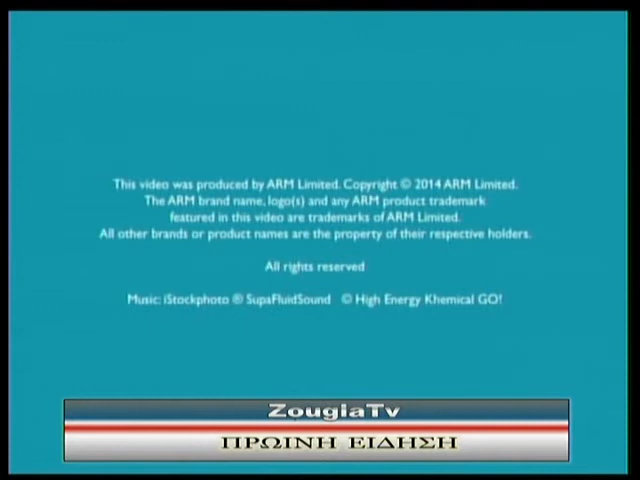 This video was produced by ARM Limited. Copyright © 2014 ARM Limited.
The ARM brand name, logo(s) and any ARM product trademark
featured in this video are trademarks of ARM Limited.
All other brands or product names are the property of their respective holders.
All rights reserved
Music: iStockphoto ® SupaFluidSound © High Energy Khemical GO!
ZougiaTv
ΠΡΩΙΝΗ ΕΙΔΗΣΗ